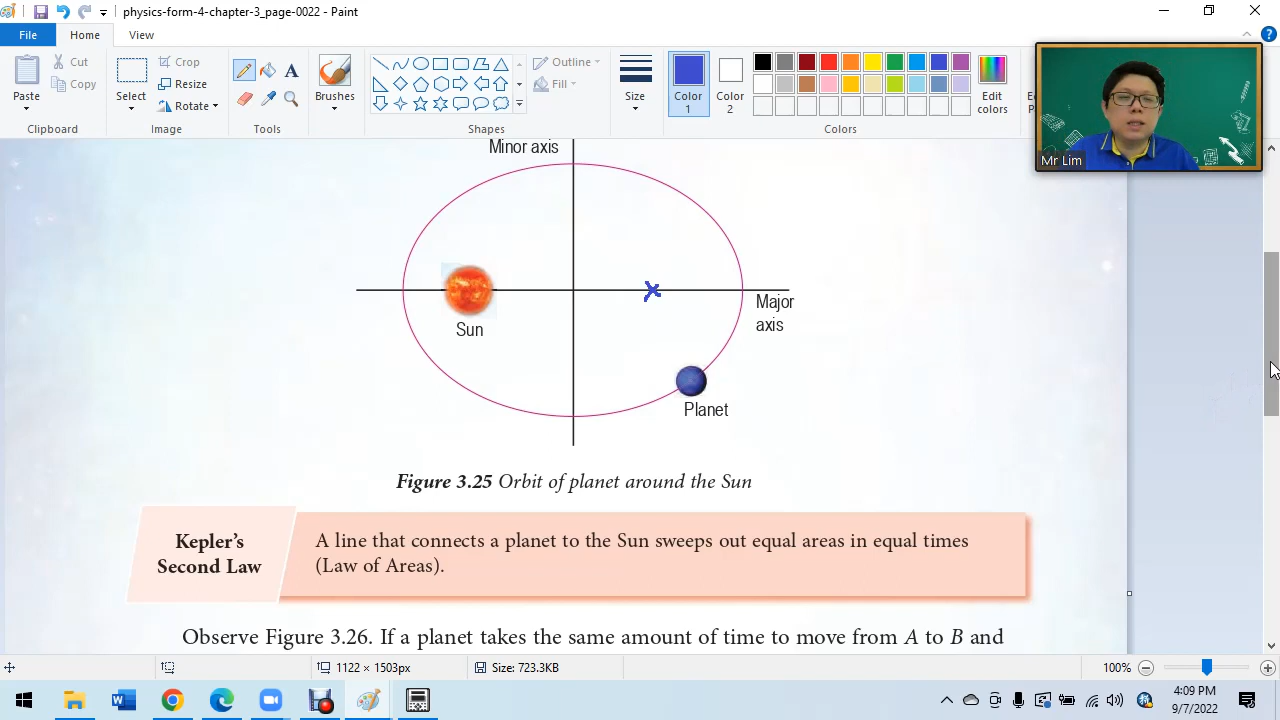 physics-form-4-chapter-3_page-0022 - Paint
File
Home
View
Paste
Cut
Copy
Clipboard
Select
Crop
Resize
Rotate
Image
A
Tools
Brushes
Outline
Fill
Shapes
Size
Color
1
Color
2
Edit
colors
Colors
Mr Lim
Minor axis
Sun
Major
axis
Planet
Figure 3.25 Orbit of planet around the Sun
Kepler's
Second Law
A line that connects a planet to the Sun sweeps out equal areas in equal times
(Law of Areas).
Observe Figure 3.26. If a planet takes the same amount of time to move from A to B and
1122 × 1503px
Size: 723.3KB
100%
4:09 PM
9/7/2022